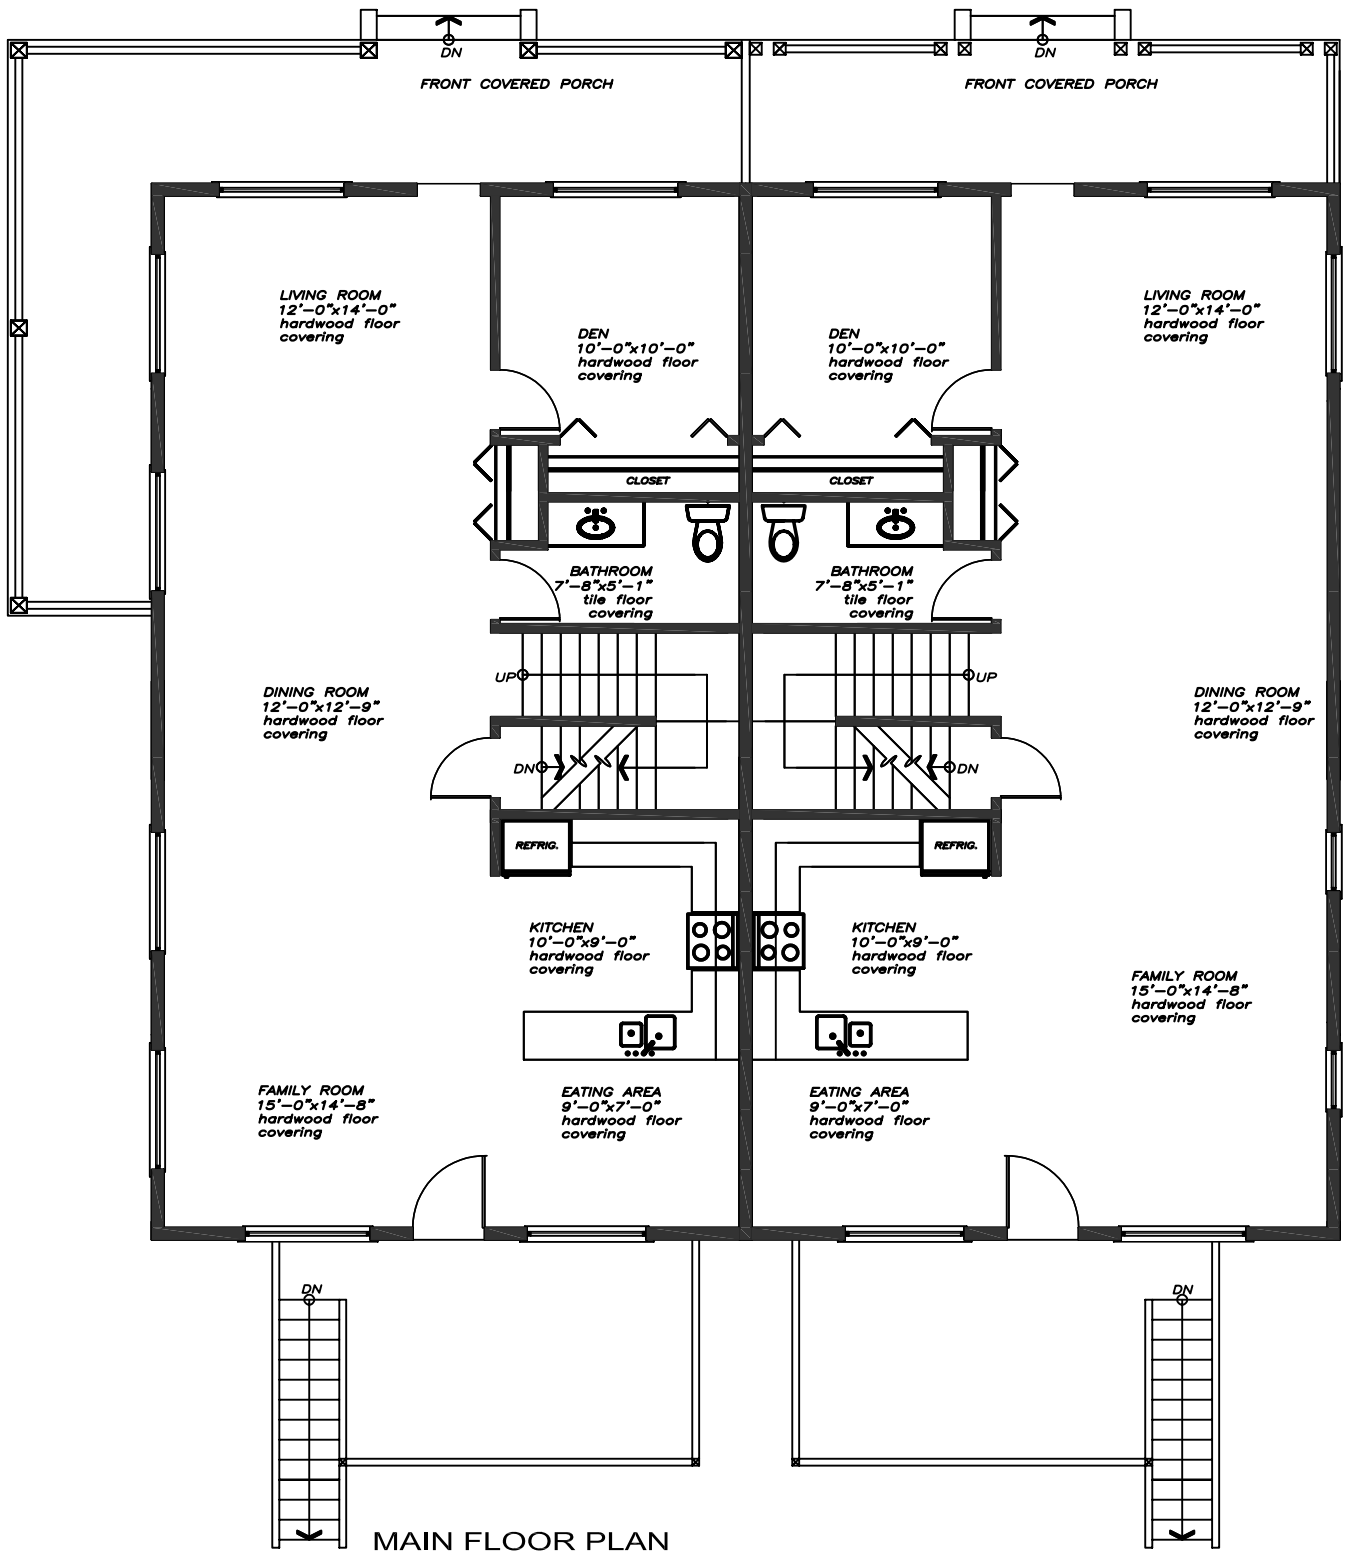 DN
DN
FRONT COVERED PORCH
FRONT COVERED PORCH
LIVING ROOM
12'-0"x14'-0"
hardwood floor
covering
LIVING ROOM
12'-0"x14'-0"
hardwood floor
covering
DEN
10'-0"x10'-0"
hardwood floor
covering
DEN
10'-0"x10'-0"
hardwood floor
covering
CLOSET
CLOSET
BATHROOM
7'-8"x5'-1"
tile floor
covering
BATHROOM
7'-8"x5'-1"
tile floor
covering
UP
UP
DINING ROOM
12'-0"x12'-9"
hardwood floor
covering
DINING ROOM
12'-0"x12'-9"
hardwood floor
covering
DN
DN
REFRIG.
REFRIG.
KITCHEN
10'-0"x9'-0"
hardwood floor
covering
KITCHEN
10'-0"x9'-0"
hardwood floor
covering
FAMILY ROOM
15'-0"x14'-8"
hardwood floor
covering
FAMILY ROOM
15'-0"x14'-8"
hardwood floor
covering
EATING AREA
9'-0"x7'-0"
hardwood floor
covering
EATING AREA
9'-0"x7'-0"
hardwood floor
covering
DN
DN
MAIN FLOOR PLAN